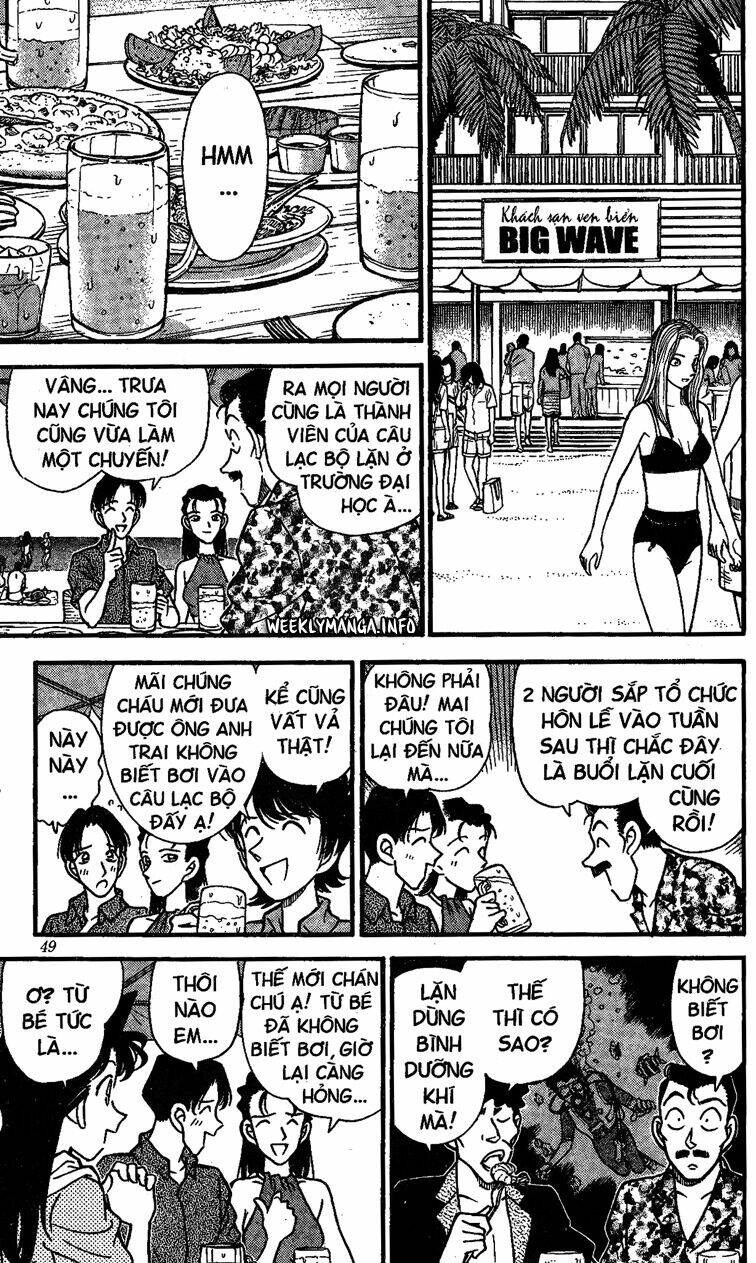 Khách sạn ven biển
BIG WAVE
HMM
...
RA MỌI NGƯỜI
CÙNG LÀ THÀNH
VIÊN CỦA CÂU
LẠC BỘ LẶN Ở
TRƯỜNG ĐẠI
HỌC À...
VÂNG... TRƯA
NAY CHÚNG TÔI
CŨNG VỪA LÀM
MỘT CHUYẾN!
WEEKLYMANGA.INFO
2 NGƯỜI SẮP TỔ CHỨC
HÔN LỄ VÀO TUẦN
SAU THÌ CHẮC ĐÂY
LÀ BUỔI LẶN CUỐI
CÙNG
RỒI!
KHÔNG PHẢI
ĐÂU! MAI
CHÚNG TÔI
LẠI ĐẾN NỮA
MÀ...
KỂ CŨNG
VẤT VẢ
THẬT!
MÃI CHÚNG
CHÁU MỚI ĐƯA
ĐƯỢC ÔNG ANH
TRAI KHÔNG
BIẾT BƠI VÀO
CÂU LẠC BỘ
ĐẤY Ạ!
NÀY
NÀY
...
49
KHÔNG
BIẾT
BƠI
?
THẾ
THÌ CÓ
SAO?
LẶN
DÙNG
BÌNH
DƯỠNG
KHÍ
MÀ!
THẾ MỚI CHÁN
CHÚ Ạ! TỪ BÉ
ĐÃ KHÔNG
BIẾT BƠI, GIỜ
LẠI CÀNG
HỎNG...
THÔI
NÀO
EM...
Ơ? TỪ
BÉ TỨC
LÀ...